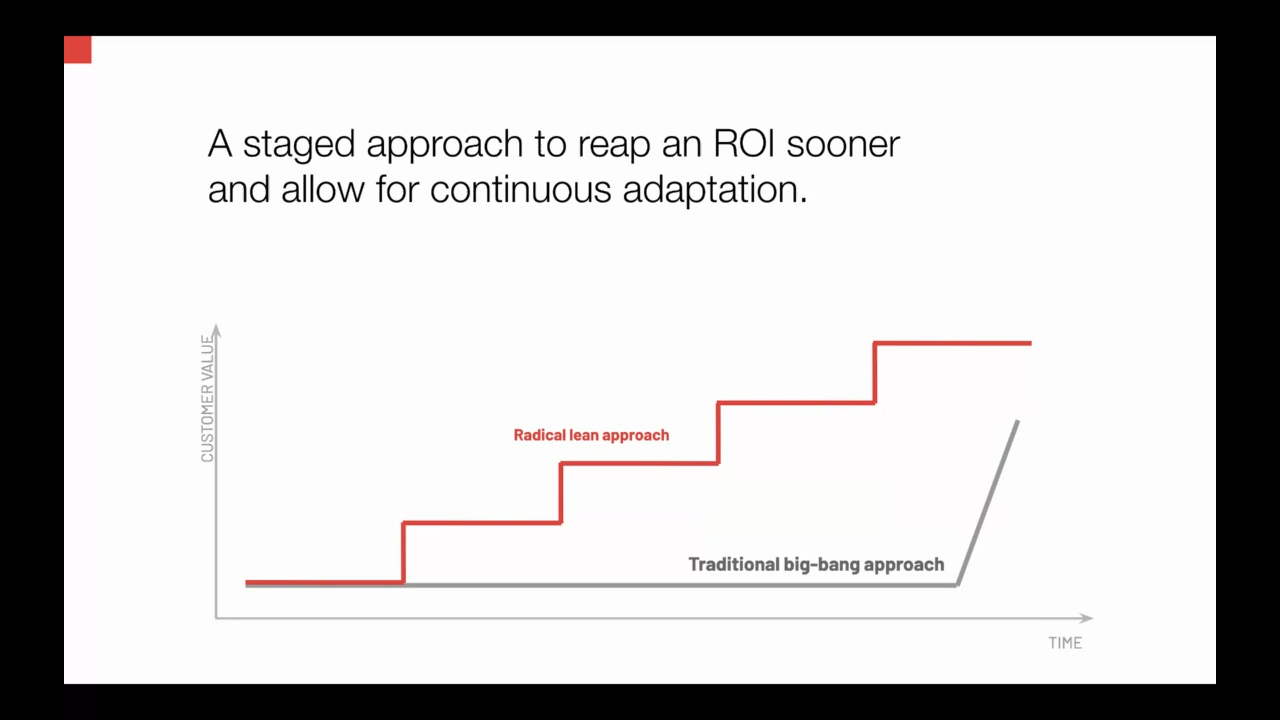 A staged approach to reap an ROI sooner
and allow for continuous adaptation.
CUSTOMER VALUE
Radical lean approach
Traditional big-bang approach
TIME